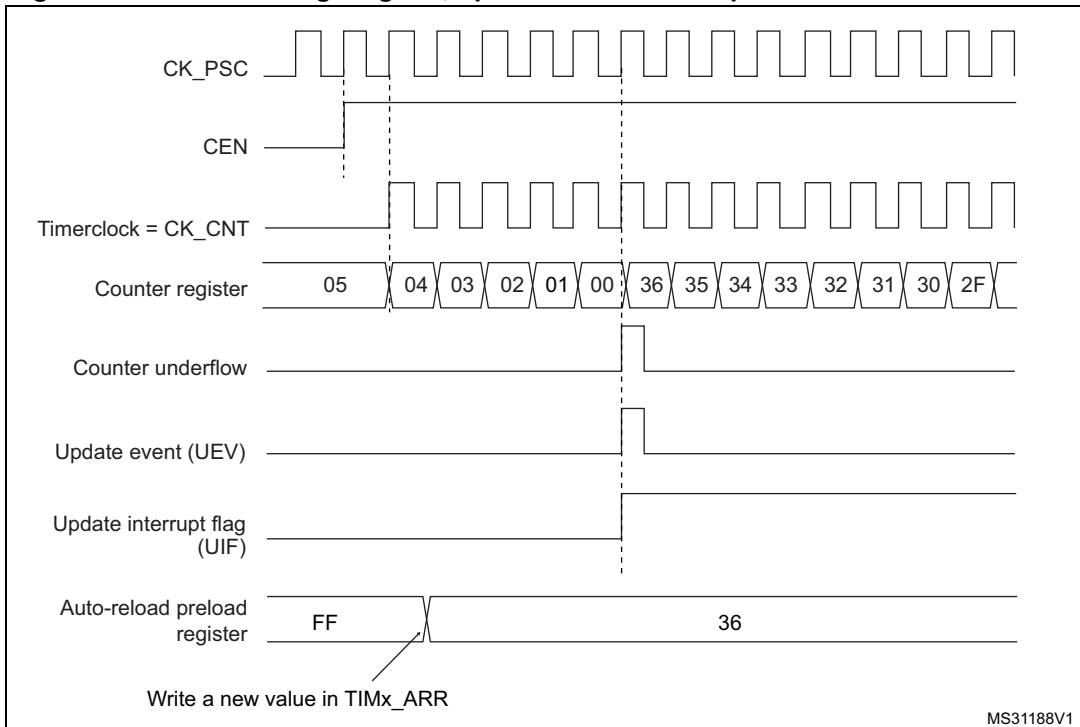 CK_PSC
CEN
Timerclock = CK_CNT
Counter register 05 04 03 02 01 00 36 35 34 33 32 31 30 2F
Counter underflow
Update event (UEV)
Update interrupt flag
(UIF)
Auto-reload preload
register
FF 36
Write a new value in TIMx_ARR
MS31188V1